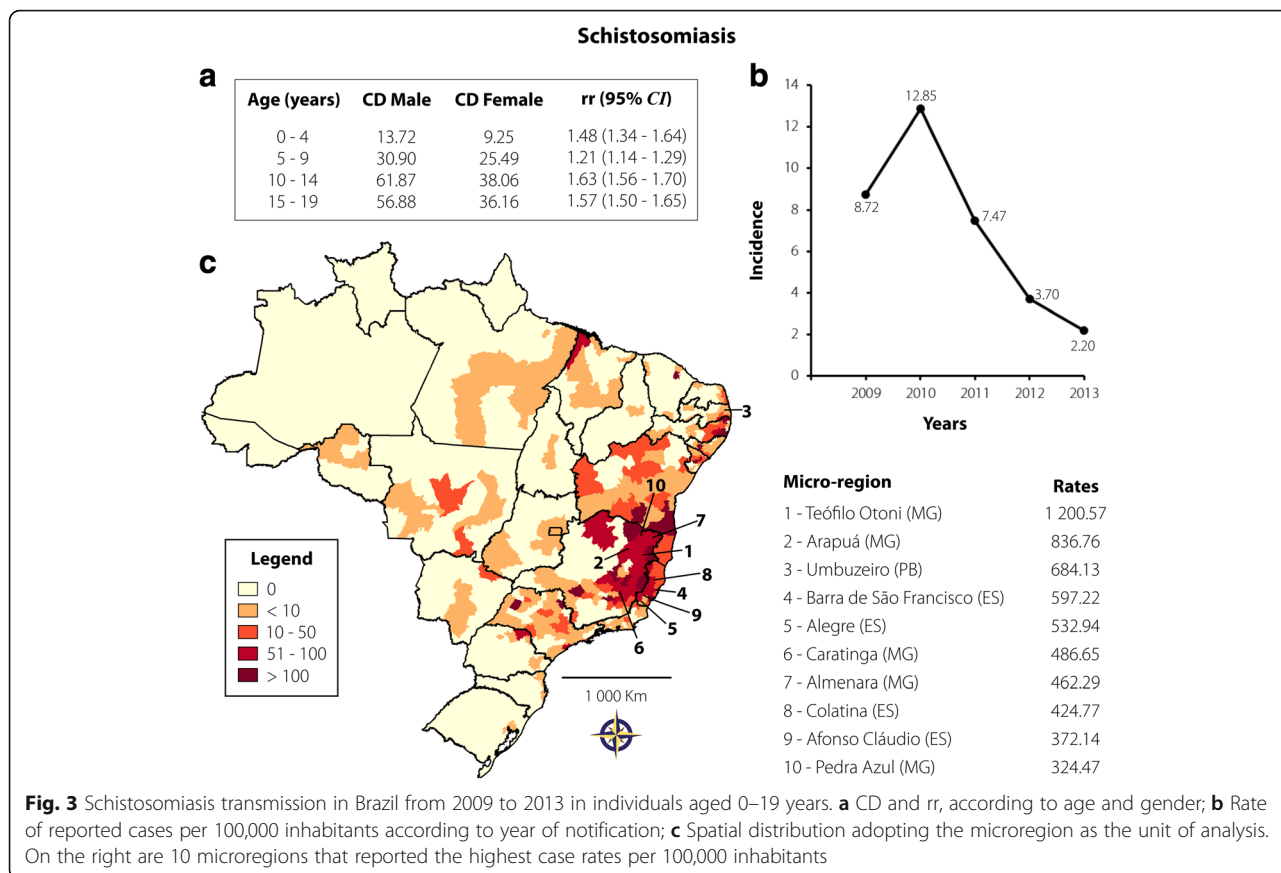 Schistosomiasis
a
Age (years) CD Male CD Female rr (95% CI)
0 - 4 13.72 9.25 1.48 (1.34 - 1.64)
5 - 9 30.90 25.49 1.21 (1.14 - 1.29)
10 - 14 61.87 38.06 1.63 (1.56 - 1.70)
15 - 19 56.88 36.16 1.57 (1.50 - 1.65)
b
14
12
10
8
6
4
2
0
Incidence
8.72
12.85
7.47
3.70
2.20
2009 2010 2011 2012 2013
Years
c
3
10
7
1
2
8
4
9
5
6
Legend
0
< 10
10 - 50
51 - 100
> 100
1 000 Km
Micro-region Rates
1 - Teófilo Otoni (MG) 1 200.57
2 - Arapuá (MG) 836.76
3 - Umbuzeiro (PB) 684.13
4 - Barra de São Francisco (ES) 597.22
5 - Alegre (ES) 532.94
6 - Caratinga (MG) 486.65
7 - Almenara (MG) 462.29
8 - Colatina (ES) 424.77
9 - Afonso Cláudio (ES) 372.14
10 - Pedra Azul (MG) 324.47
Fig. 3 Schistosomiasis transmission in Brazil from 2009 to 2013 in individuals aged 0–19 years. a CD and rr, according to age and gender; b Rate
of reported cases per 100,000 inhabitants according to year of notification; c Spatial distribution adopting the microregion as the unit of analysis.
On the right are 10 microregions that reported the highest case rates per 100,000 inhabitants